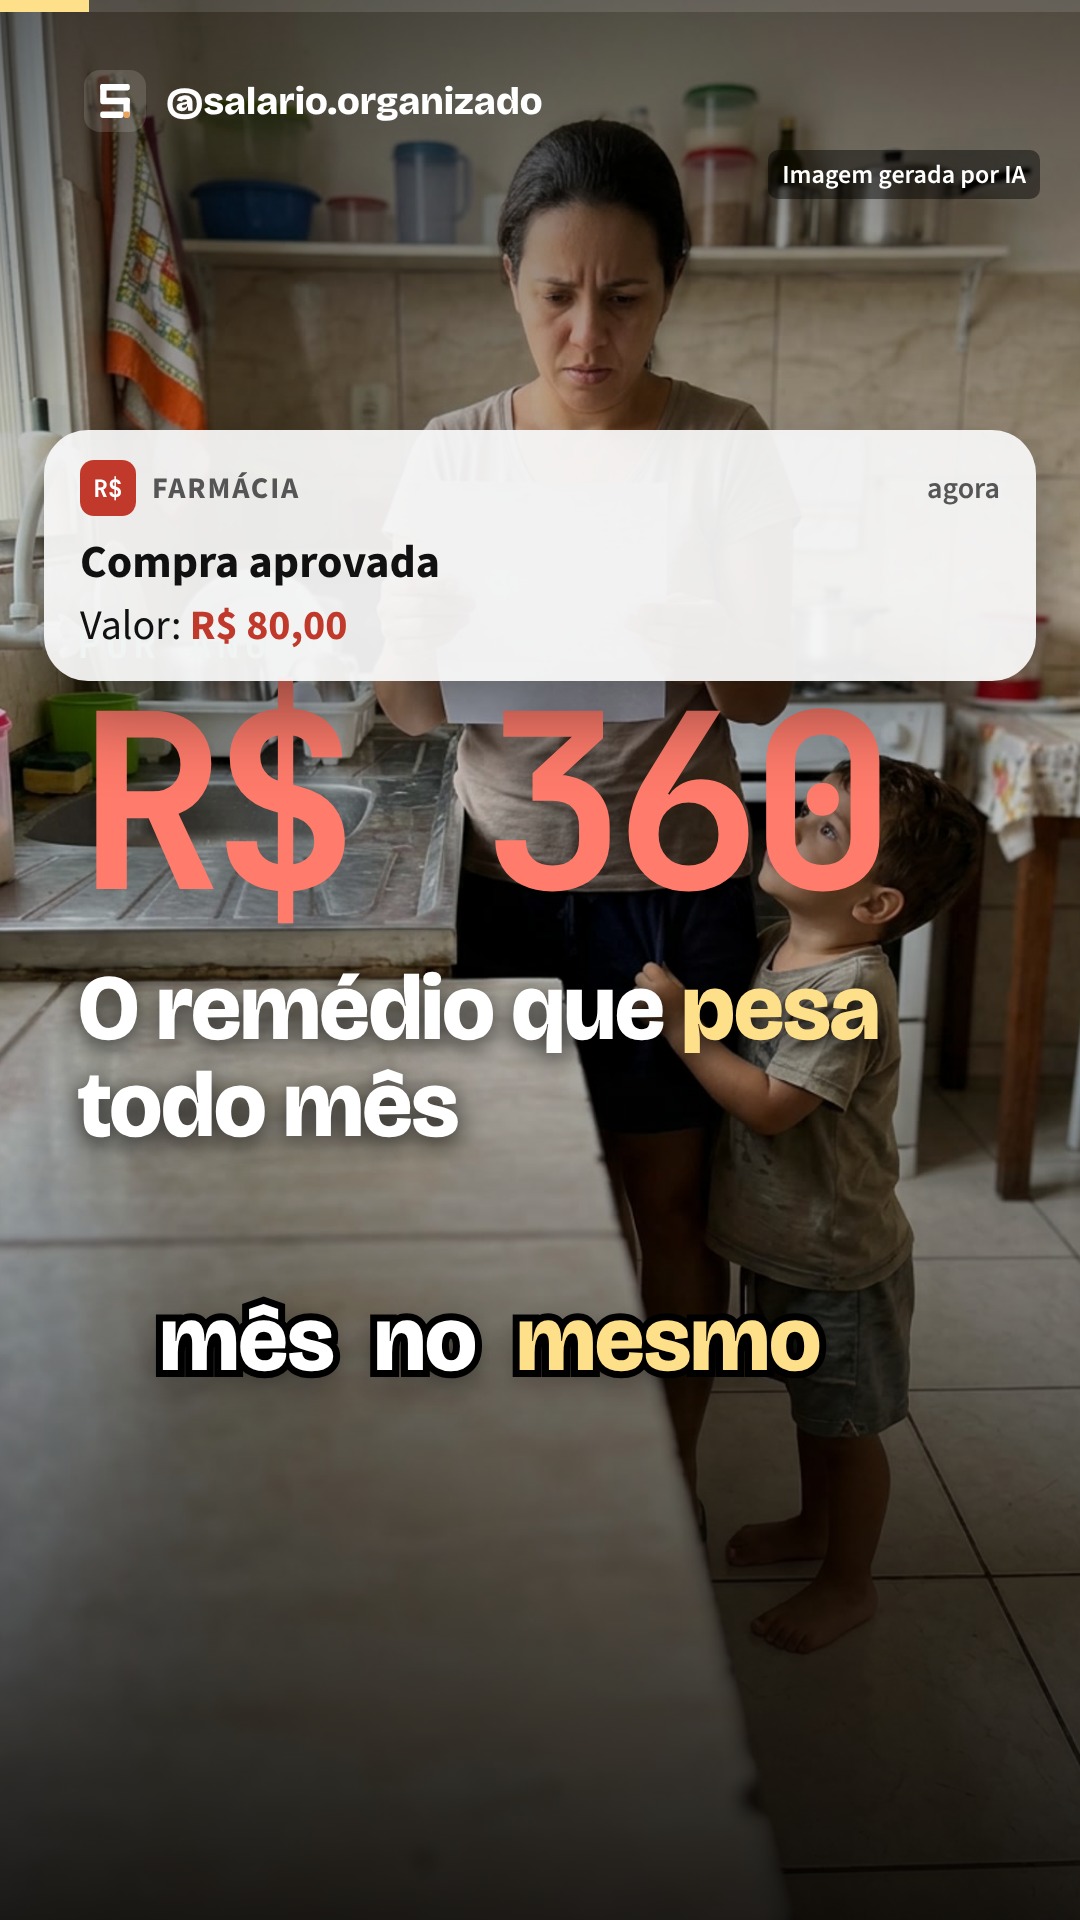 @salario.organizado
Imagem gerada por IA
R$ FARMÁCIA agora
Compra aprovada
Valor: R$ 80,00
R$ 360
O remédio que pesa
todo mês
mês no mesmo